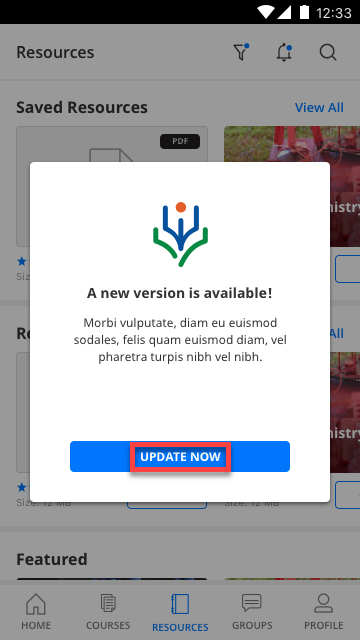 12:33
Resources
Saved Resources View All
PDF
istry
Siz
A new version is available!
Morbi vulputate, diam eu euismod
sodales, felis quam euismod diam, vel
pharetra turpis nibh vel nibh.
Re All
istry
UPDATE NOW
Size: 12 MB Size: 12 MB
Featured
HOME COURSES RESOURCES GROUPS PROFILE